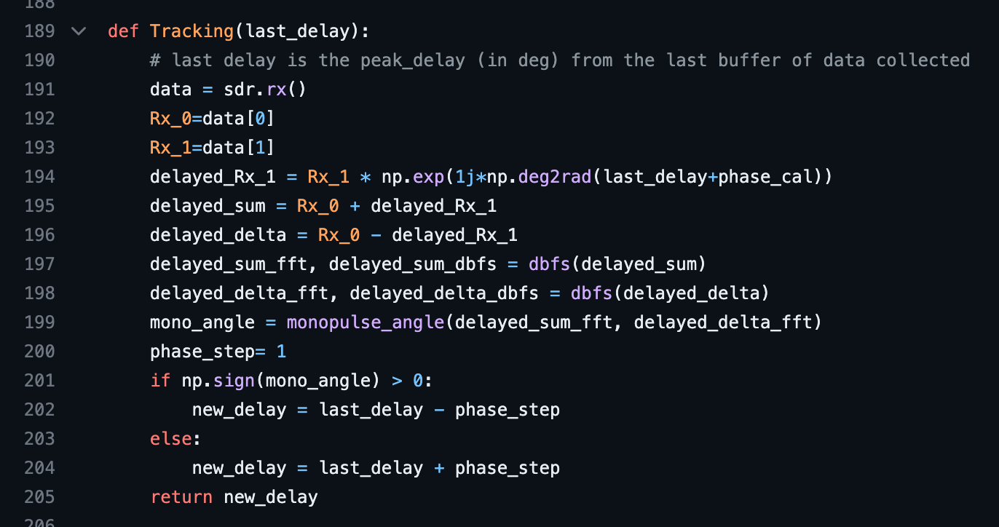 188
189 def Tracking(last_delay):
190 # last delay is the peak_delay (in deg) from the last buffer of data collected
191 data = sdr.rx()
192 Rx_0=data[0]
193 Rx_1=data[1]
194 delayed_Rx_1 = Rx_1 * np.exp(1j*np.deg2rad(last_delay+phase_cal))
195 delayed_sum = Rx_0 + delayed_Rx_1
196 delayed_delta = Rx_0 - delayed_Rx_1
197 delayed_sum_fft, delayed_sum_dbfs = dbfs(delayed_sum)
198 delayed_delta_fft, delayed_delta_dbfs = dbfs(delayed_delta)
199 mono_angle = monopulse_angle(delayed_sum_fft, delayed_delta_fft)
200 phase_step= 1
201 if np.sign(mono_angle) > 0:
202 new_delay = last_delay - phase_step
203 else:
204 new_delay = last_delay + phase_step
205 return new_delay
206